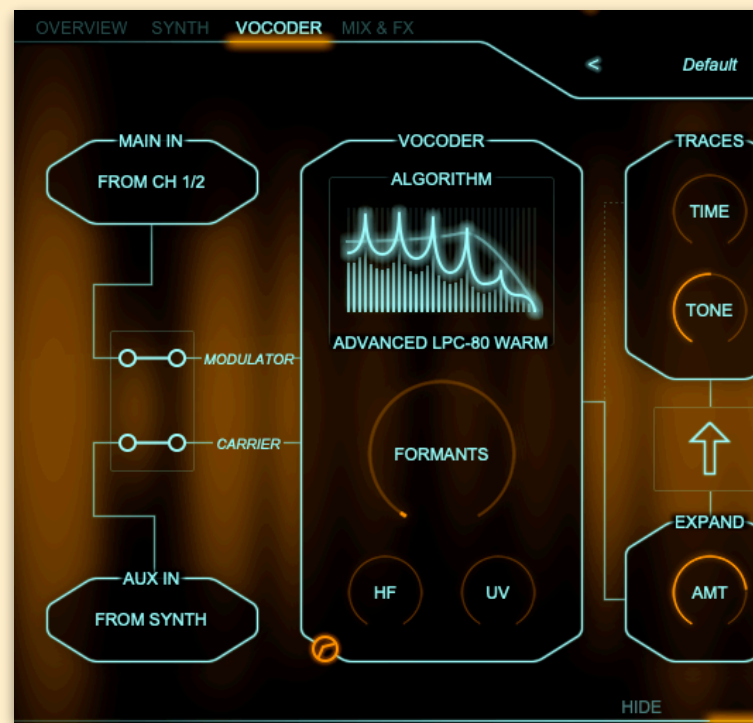 OVERVIEW SYNTH VOCODER MIX & FX
< Default
MAIN IN
FROM CH 1/2
VOCODER
ALGORITHM
ADVANCED LPC-80 WARM
MODULATOR
CARRIER
FORMANTS
HF UV
AUX IN
FROM SYNTH
TRACES
TIME
TONE
EXPAND
AMT
HIDE